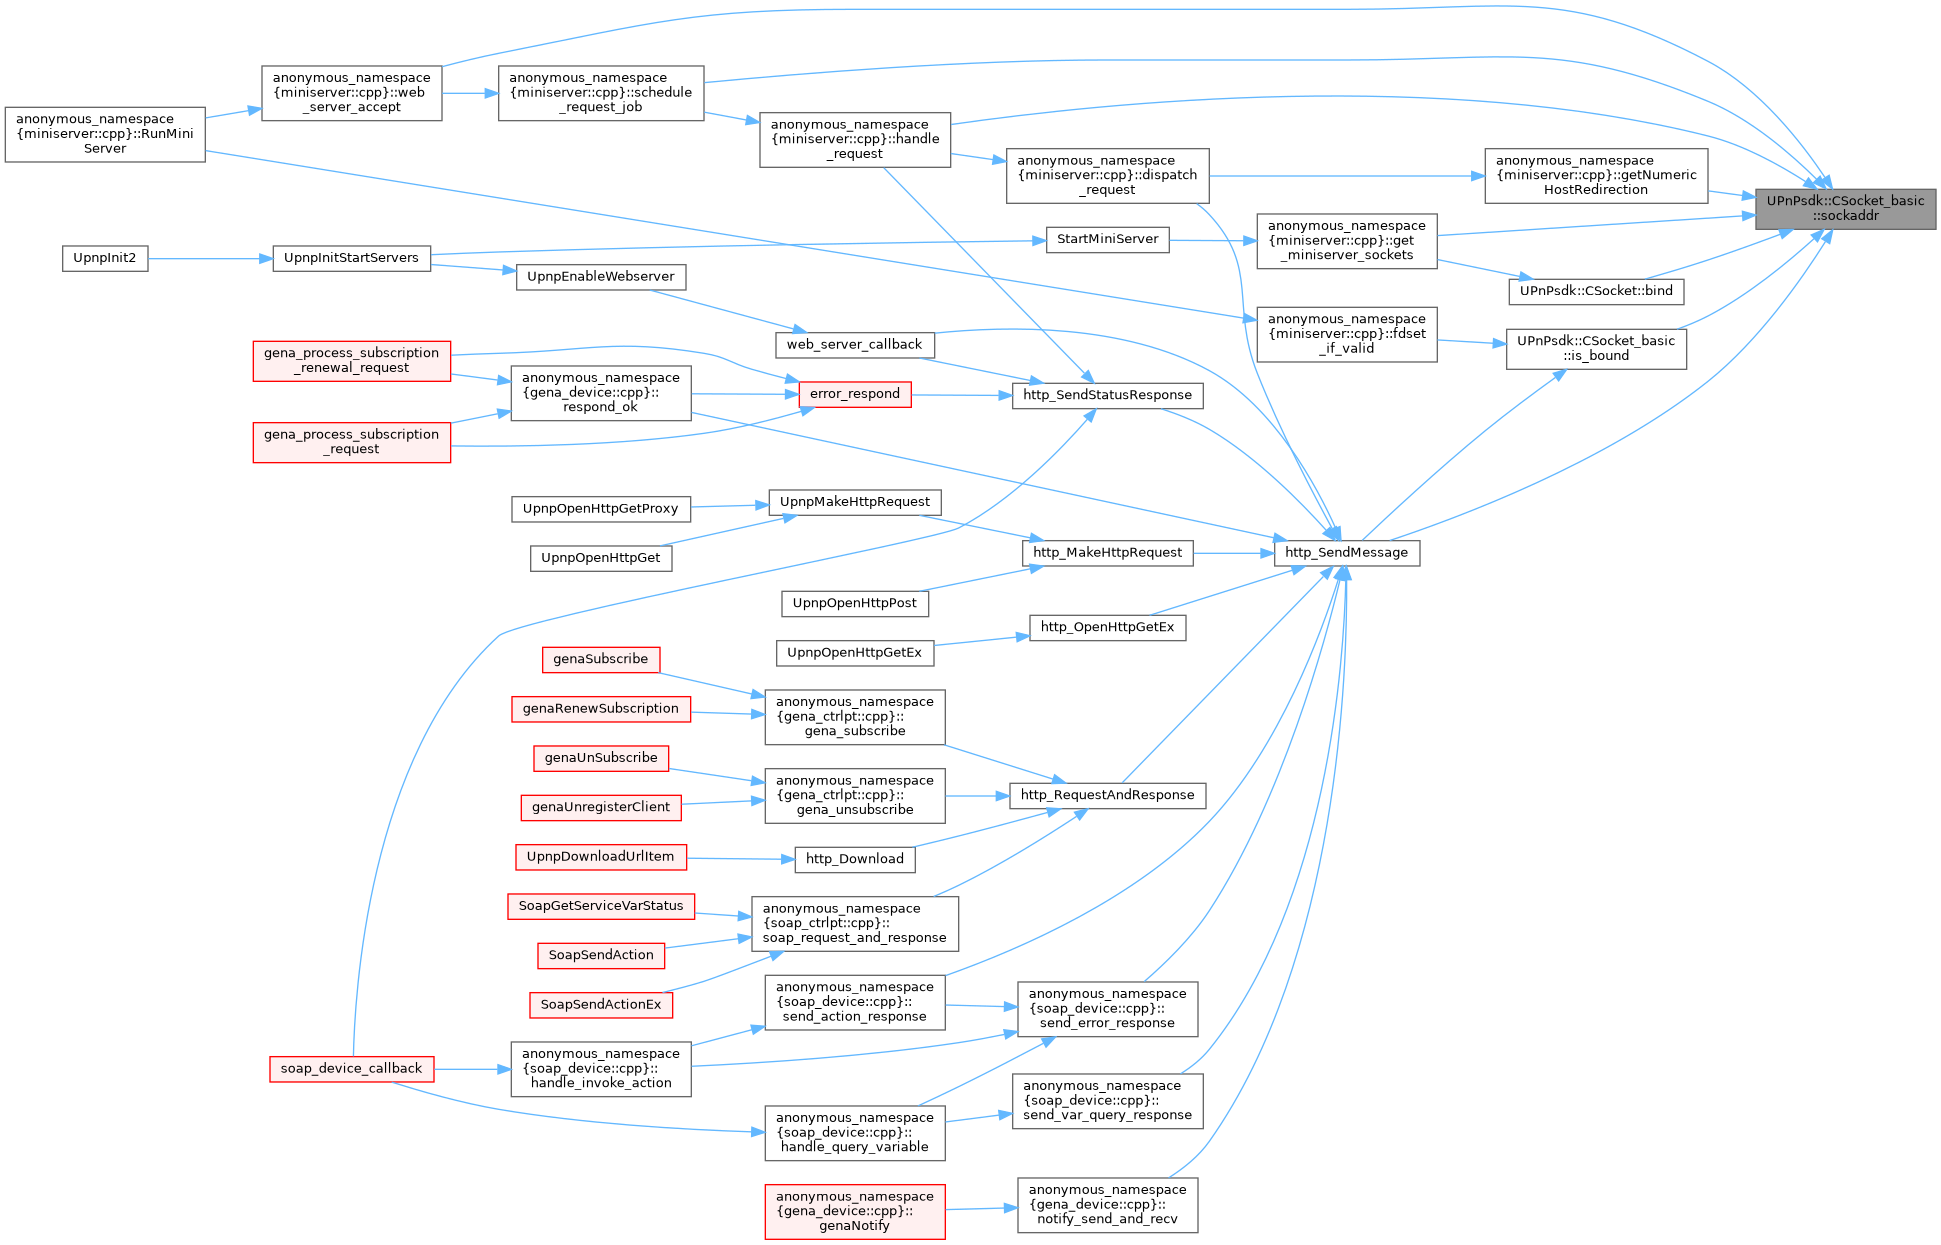 anonymous_namespace
{miniserver::cpp}::RunMini
Server
anonymous_namespace
{miniserver::cpp}::web
_server_accept
anonymous_namespace
{miniserver::cpp}::schedule
_request_job
anonymous_namespace
{miniserver::cpp}::handle
_request
anonymous_namespace
{miniserver::cpp}::dispatch
_request
anonymous_namespace
{miniserver::cpp}::getNumeric
HostRedirection
UPnPsdk::CSocket_basic
::sockaddr
UpnpInit2
UpnpInitStartServers
StartMiniServer
anonymous_namespace
{miniserver::cpp}::get
_miniserver_sockets
UpnpEnableWebserver
UPnPsdk::CSocket::bind
anonymous_namespace
{miniserver::cpp}::fdset
_if_valid
web_server_callback
UPnPsdk::CSocket_basic
::is_bound
gena_process_subscription
_renewal_request
anonymous_namespace
{gena_device::cpp}::
respond_ok
error_respond
http_SendStatusResponse
gena_process_subscription
_request
UpnpOpenHttpGetProxy
UpnpMakeHttpRequest
UpnpOpenHttpGet
http_MakeHttpRequest
http_SendMessage
UpnpOpenHttpPost
http_OpenHttpGetEx
UpnpOpenHttpGetEx
genaSubscribe
genaRenewSubscription
anonymous_namespace
{gena_ctrlpt::cpp}::
gena_subscribe
genaUnSubscribe
genaUnregisterClient
anonymous_namespace
{gena_ctrlpt::cpp}::
gena_unsubscribe
http_RequestAndResponse
UpnpDownloadUrlItem
http_Download
SoapGetServiceVarStatus
SoapSendAction
SoapSendActionEx
anonymous_namespace
{soap_ctrlpt::cpp}::
soap_request_and_response
anonymous_namespace
{soap_device::cpp}::
send_action_response
anonymous_namespace
{soap_device::cpp}::
send_error_response
soap_device_callback
anonymous_namespace
{soap_device::cpp}::
handle_invoke_action
anonymous_namespace
{soap_device::cpp}::
send_var_query_response
anonymous_namespace
{soap_device::cpp}::
handle_query_variable
anonymous_namespace
{gena_device::cpp}::
genaNotify
anonymous_namespace
{gena_device::cpp}::
notify_send_and_recv